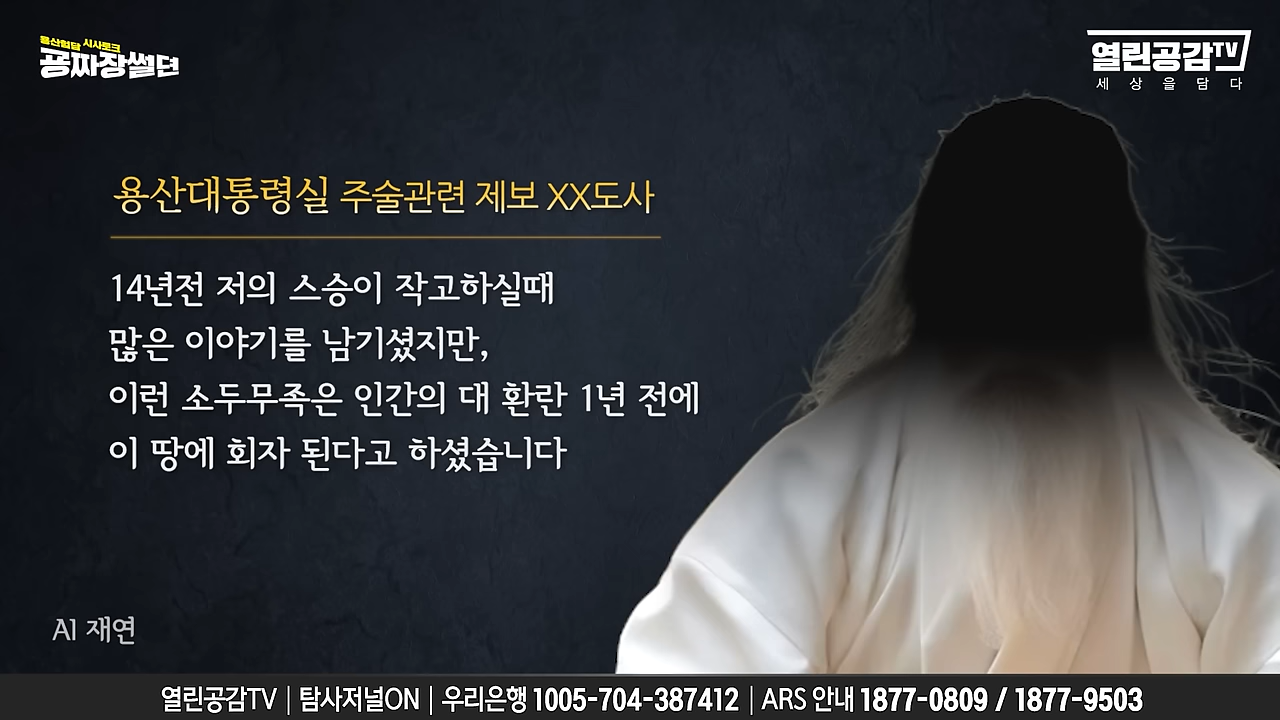 용산험담 시사토크
꽁짜장썰뎐
열린공감TV
세상을담다
용산대통령실 주술관련 제보 XX도사
14년전 저의 스승이 작고하실때
많은 이야기를 남기셨지만,
이런 소두무족은 인간의 대 환란 1년 전에
이 땅에 회자 된다고 하셨습니다
AI 재연
열린공감TV | 탐사저널ON | 우리은행 1005-704-387412 | ARS 안내 1877-0809 / 1877-9503